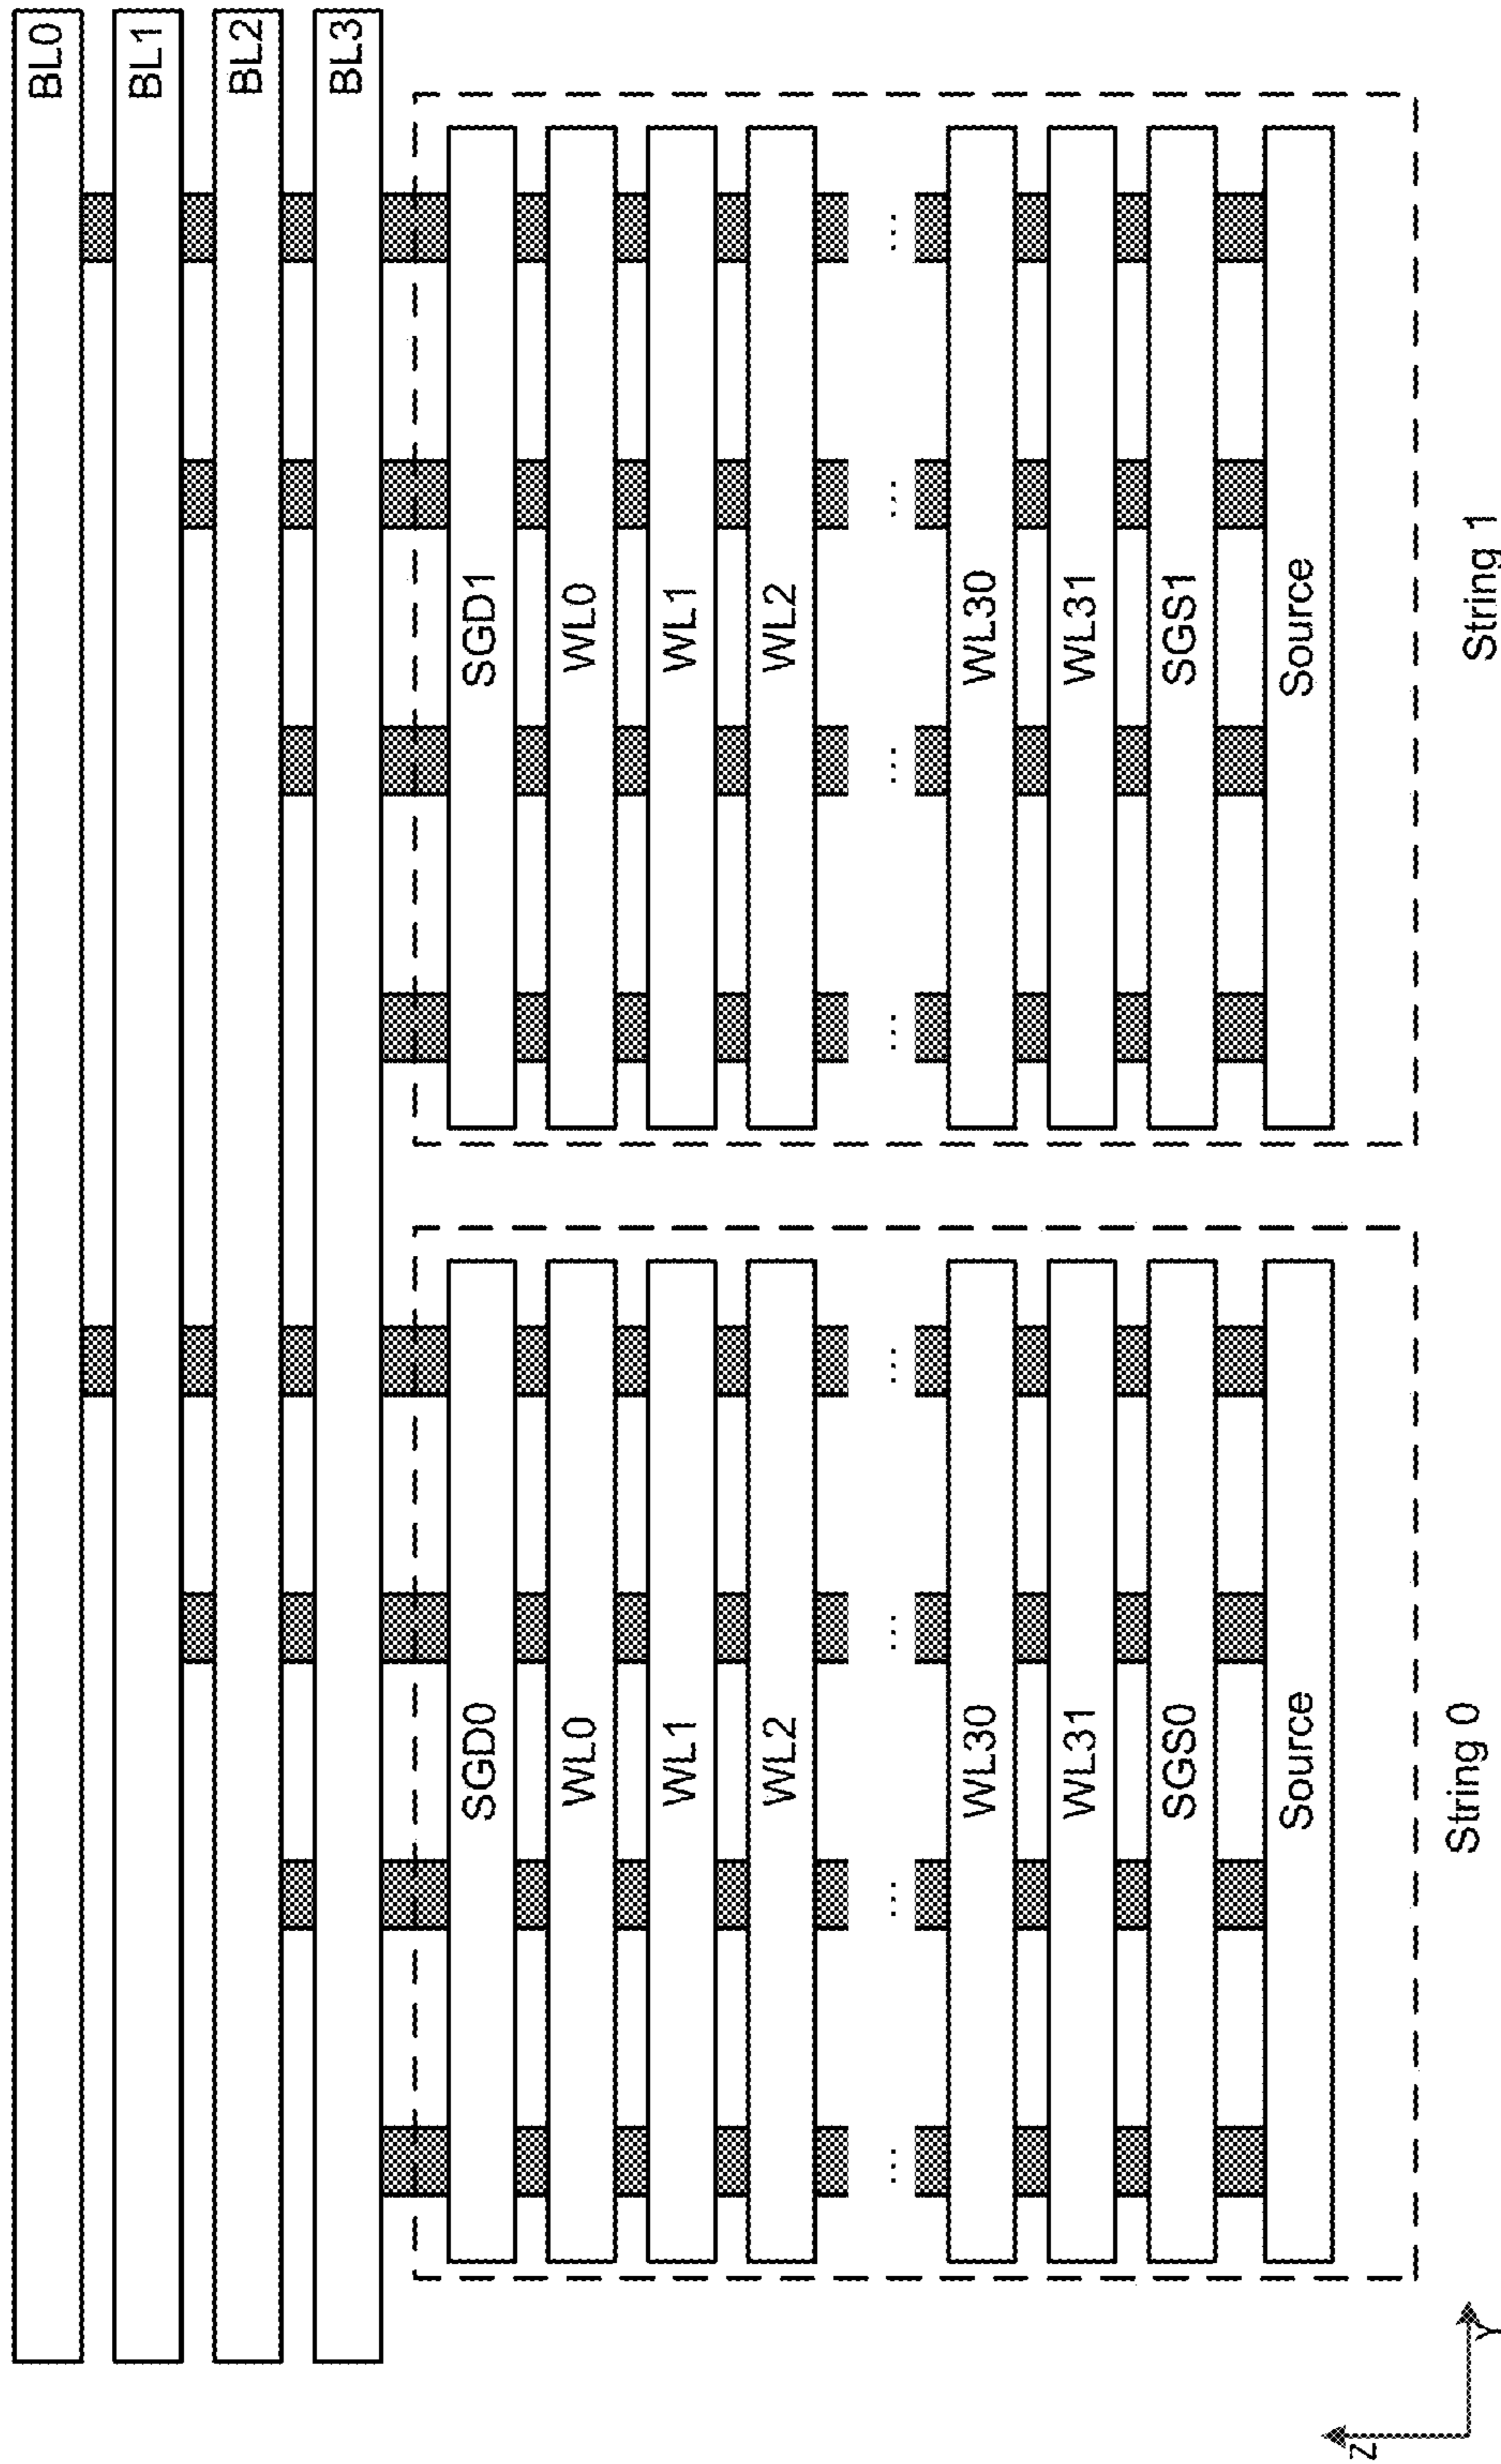 BL0
BL1
BL2
BL3
SGD0
WL0
WL1
WL2
...
...
...
...
WL30
WL31
SGS0
Source
String 0
SGD1
WL0
WL1
WL2
...
...
...
...
WL30
WL31
SGS1
Source
String 1
Z
Y